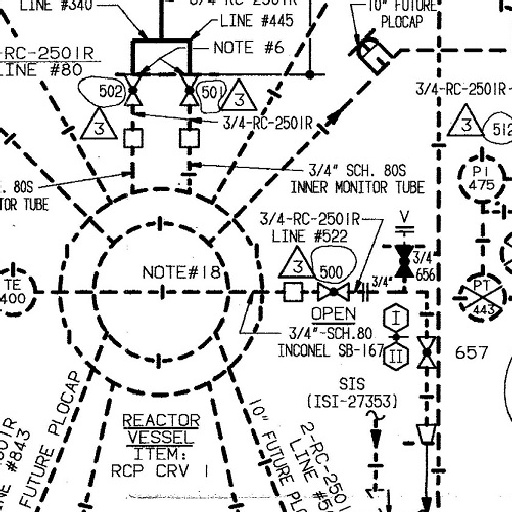 LINE #340
3/4-RC-2501R
LINE #445
10" FUTURE
PLOCAP
NOTE #6
-RC-2501R
LINE #80
502
501
3
3
3/4-RC-2501R
3/4-RC-2501-
3
512
PI
475
3/4" SCH. 80S
INNER MONITOR TUBE
. 80S
TOR TUBE
3/4-RC-2501R
LINE #522
V
3
500
3/4"
656
3/4"
NOTE#18
TE
400
PT
443
OPEN
3/4"-SCH.80
INCONEL SB-167
I
II
657
SIS
(ISI-27353)
REACTOR
VESSEL
ITEM:
RCP CRV 1
FUTURE PLOCAP
LINE #843
10" FUTURE PLO
2-RC-2501
LINE #5